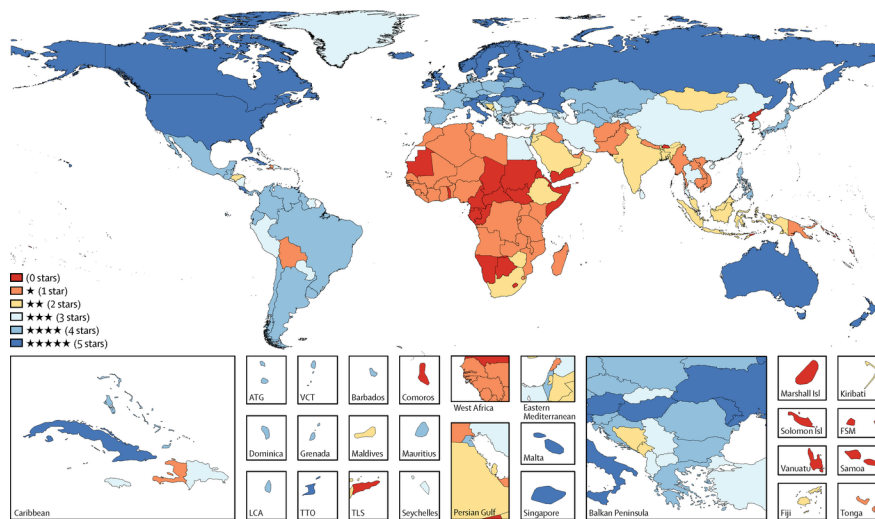 (0 stars)
★ (1 star)
★★ (2 stars)
★★★ (3 stars)
★★★★ (4 stars)
★★★★★ (5 stars)
Caribbean
ATG
VCT
Barbados
Comoros
Dominica
Grenada
Maldives
Mauritius
LCA
TTO
TLS
Seychelles
West Africa
Eastern
Mediterranean
Persian Gulf
Malta
Singapore
Balkan Peninsula
Marshall Isl
Kiribati
Solomon Isl
FSM
Vanuatu
Samoa
Fiji
Tonga